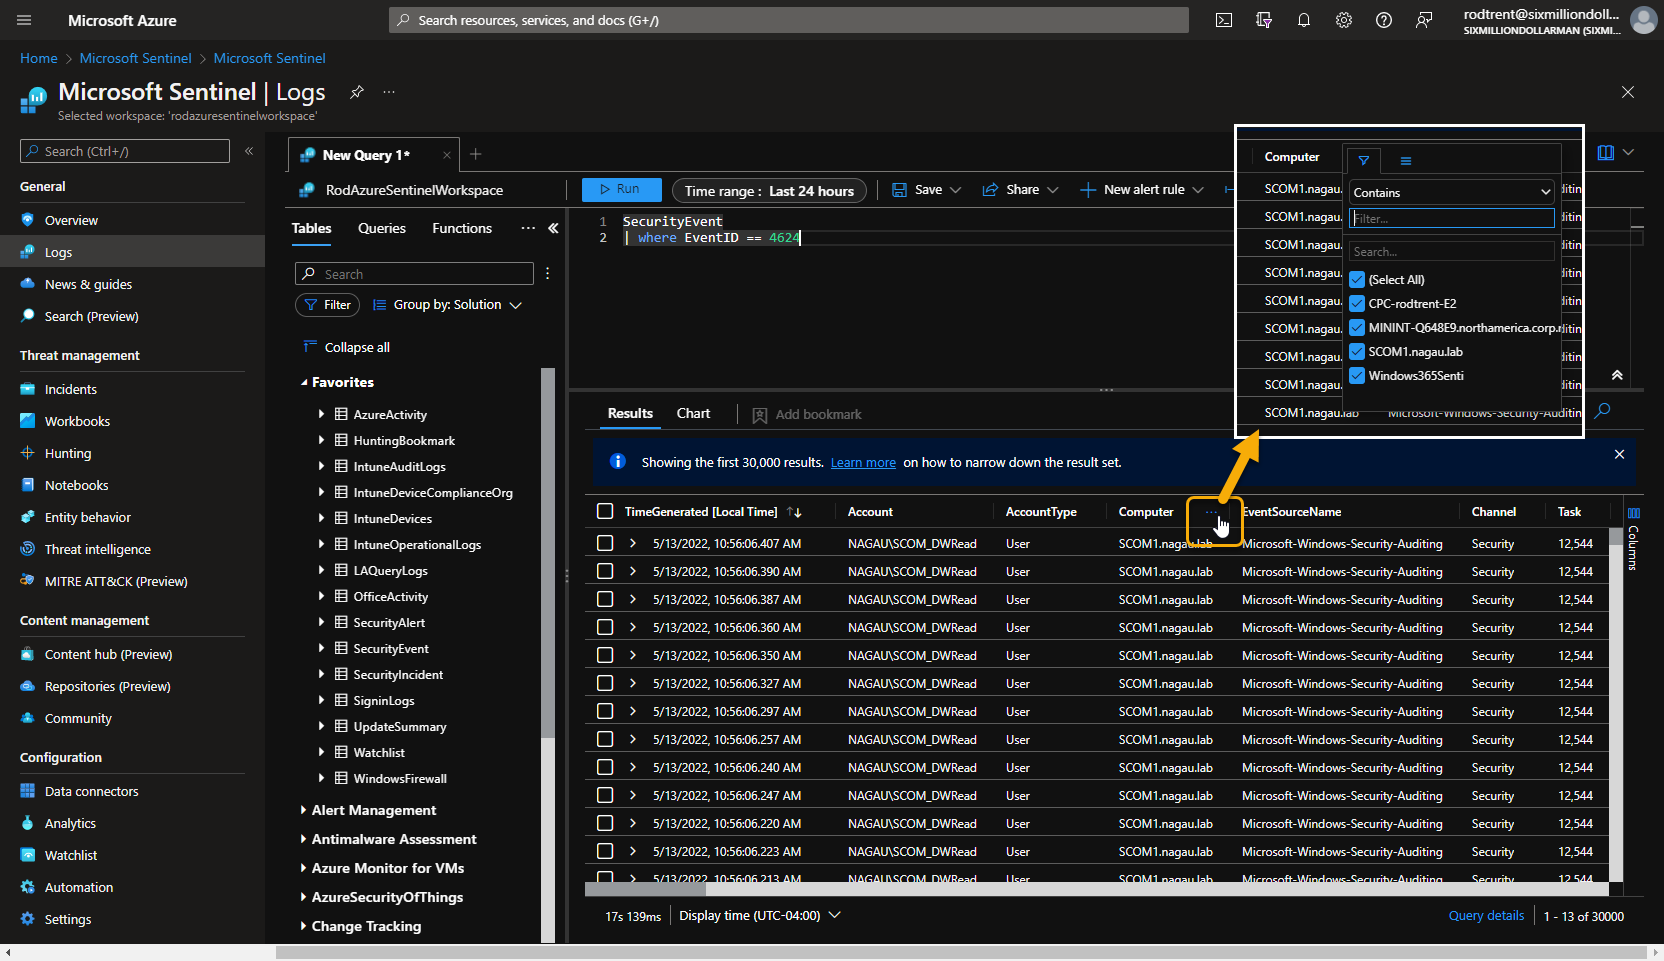 Microsoft Azure
Search resources, services, and docs (G+/)
rodtrent@sixmilliondoll...
SIXMILLIONDOLLARMAN (SIXMI...
Home > Microsoft Sentinel > Microsoft Sentinel
Microsoft Sentinel | Logs
Selected workspace: 'rodazuresentinelworkspace'
Search (Ctrl+/)
General
Overview
Logs
News & guides
Search (Preview)
Threat management
Incidents
Workbooks
Hunting
Notebooks
Entity behavior
Threat intelligence
MITRE ATT&CK (Preview)
Content management
Content hub (Preview)
Repositories (Preview)
Community
Configuration
Data connectors
Analytics
Watchlist
Automation
Settings
New Query 1*
RodAzureSentinelWorkspace
Run
Time range : Last 24 hours
Save
Share
New alert rule
Tables
Queries
Functions
Search
Filter
Group by: Solution
Collapse all
Favorites
AzureActivity
HuntingBookmark
IntuneAuditLogs
IntuneDeviceComplianceOrg
IntuneDevices
IntuneOperationalLogs
LAQueryLogs
OfficeActivity
SecurityAlert
SecurityEvent
SecurityIncident
SigninLogs
UpdateSummary
Watchlist
WindowsFirewall
Alert Management
Antimalware Assessment
Azure Monitor for VMs
AzureSecurityOfThings
Change Tracking
1 SecurityEvent
2 | where EventID == 4624
Computer
SCOM1.nagau.
SCOM1.nagau.
SCOM1.nagau.
SCOM1.nagau.
SCOM1.nagau.
SCOM1.nagau.
SCOM1.nagau.
SCOM1.nagau.
SCOM1.nagau.lab Microsoft-Windows-Security-Auditin
Contains
Filter...
Search...
(Select All)
CPC-rodtrent-E2
MININT-Q648E9.northamerica.corp.
SCOM1.nagau.lab
Windows365Senti
ditin
ditin
ditin
ditin
ditin
ditin
ditin
ditin
Results
Chart
Add bookmark
Showing the first 30,000 results. Learn more on how to narrow down the result set.
TimeGenerated [Local Time] Account AccountType Computer ... EventSourceName Channel Task
5/13/2022, 10:56:06.407 AM NAGAU\SCOM_DWRead User SCOM1.nagau.lab Microsoft-Windows-Security-Auditing Security 12,544
5/13/2022, 10:56:06.390 AM NAGAU\SCOM_DWRead User SCOM1.nagau.lab Microsoft-Windows-Security-Auditing Security 12,544
5/13/2022, 10:56:06.387 AM NAGAU\SCOM_DWRead User SCOM1.nagau.lab Microsoft-Windows-Security-Auditing Security 12,544
5/13/2022, 10:56:06.360 AM NAGAU\SCOM_DWRead User SCOM1.nagau.lab Microsoft-Windows-Security-Auditing Security 12,544
5/13/2022, 10:56:06.350 AM NAGAU\SCOM_DWRead User SCOM1.nagau.lab Microsoft-Windows-Security-Auditing Security 12,544
5/13/2022, 10:56:06.327 AM NAGAU\SCOM_DWRead User SCOM1.nagau.lab Microsoft-Windows-Security-Auditing Security 12,544
5/13/2022, 10:56:06.297 AM NAGAU\SCOM_DWRead User SCOM1.nagau.lab Microsoft-Windows-Security-Auditing Security 12,544
5/13/2022, 10:56:06.257 AM NAGAU\SCOM_DWRead User SCOM1.nagau.lab Microsoft-Windows-Security-Auditing Security 12,544
5/13/2022, 10:56:06.240 AM NAGAU\SCOM_DWRead User SCOM1.nagau.lab Microsoft-Windows-Security-Auditing Security 12,544
5/13/2022, 10:56:06.247 AM NAGAU\SCOM_DWRead User SCOM1.nagau.lab Microsoft-Windows-Security-Auditing Security 12,544
5/13/2022, 10:56:06.220 AM NAGAU\SCOM_DWRead User SCOM1.nagau.lab Microsoft-Windows-Security-Auditing Security 12,544
5/13/2022, 10:56:06.223 AM NAGAU\SCOM_DWRead User SCOM1.nagau.lab Microsoft-Windows-Security-Auditing Security 12,544
5/13/2022, 10:56:06.213 AM NAGAU\SCOM_DWRead User SCOM1.nagau.lab Microsoft-Windows-Security-Auditing Security 12,544
Columns
17s 139ms
Display time (UTC-04:00)
Query details
1 - 13 of 30000